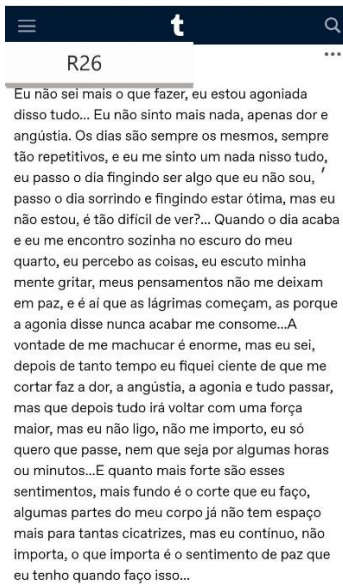 t
R26
Eu não sei mais o que fazer, eu estou agoniada
disso tudo... Eu não sinto mais nada, apenas dor e
angústia. Os dias são sempre os mesmos, sempre
tão repetitivos, e eu me sinto um nada nisso tudo,
eu passo o dia fingindo ser algo que eu não sou,
passo o dia sorrindo e fingindo estar ótima, mas eu
não estou, é tão difícil de ver?... Quando o dia acaba
e eu me encontro sozinha no escuro do meu
quarto, eu percebo as coisas, eu escuto minha
mente gritar, meus pensamentos não me deixam
em paz, e é aí que as lágrimas começam, as porque
a agonia disse nunca acabar me consome...A
vontade de me machucar é enorme, mas eu sei,
depois de tanto tempo eu fiquei ciente de que me
cortar faz a dor, a angústia, a agonia e tudo passar,
mas que depois tudo irá voltar com uma força
maior, mas eu não ligo, não me importo, eu só
quero que passe, nem que seja por algumas horas
ou minutos...E quanto mais forte são esses
sentimentos, mais fundo é o corte que eu faço,
algumas partes do meu corpo já não tem espaço
mais para tantas cicatrizes, mas eu contínuo, não
importa, o que importa é o sentimento de paz que
eu tenho quando faço isso...